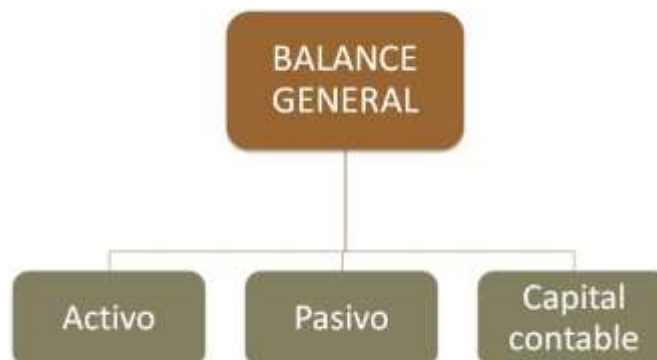 BALANCE
GENERAL
Activo
Pasivo
Capital
contable